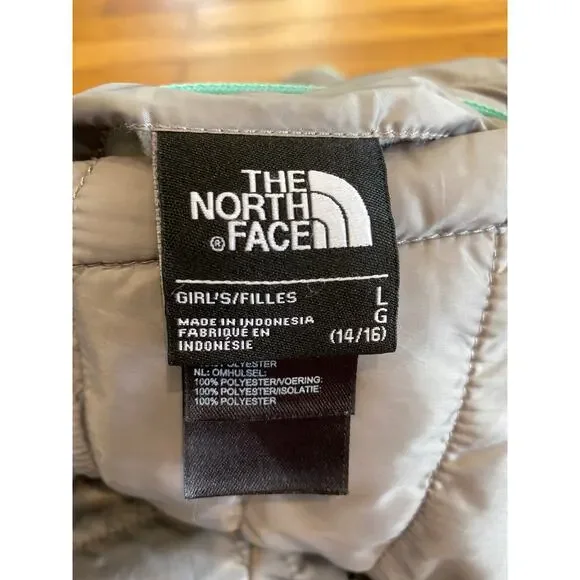 THE
NORTH
® FACE
GIRL'S/FILLES
L
G
(14/16)
MADE IN INDONESIA
FABRIQUÉ EN
INDONÉSIE
POLYESTER
NL: OMHULSEL:
100% POLYESTER/VOERING:
100% POLYESTER/ISOLATIE:
100% POLYESTER